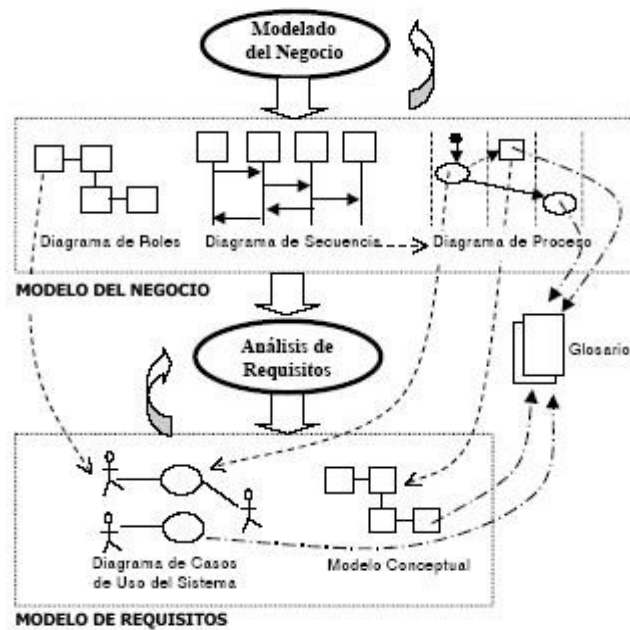 Modelado
del Negocio
Diagrama de Roles
Diagrama de Secuencia
Diagrama de Proceso
MODELO DEL NEGOCIO
Análisis de
Requisitos
Glosario
Diagrama de Casos
de Uso del Sistema
Modelo Conceptual
MODELO DE REQUISITOS